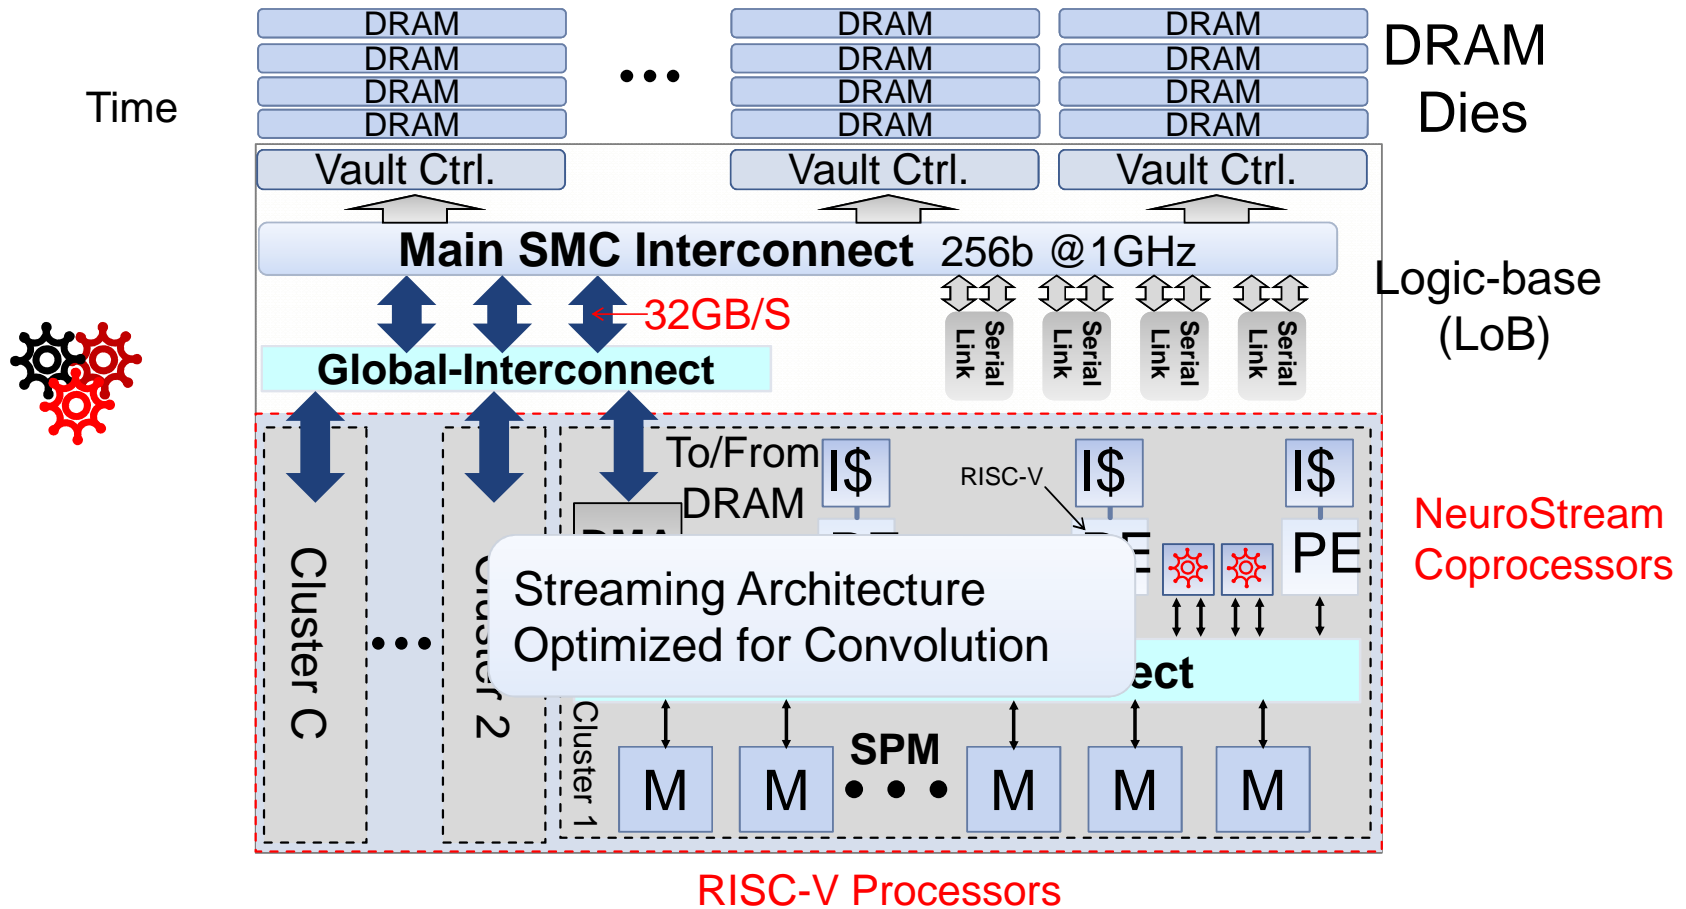 DRAM DRAM DRAM
DRAM DRAM DRAM
DRAM DRAM DRAM
DRAM DRAM DRAM
DRAM
Dies
Time
Vault Ctrl. Vault Ctrl. Vault Ctrl.
Main SMC Interconnect 256b @1GHz
Logic-base
(LoB)
32GB/S
Serial
Link
Serial
Link
Serial
Link
Serial
Link
Global-Interconnect
To/From
DRAM
I$ I$ I$
RISC-V
PE
NeuroStream
Coprocessors
Cluster C
Streaming Architecture
Optimized for Convolution
Cluster 1
SPM
M M M M M
RISC-V Processors